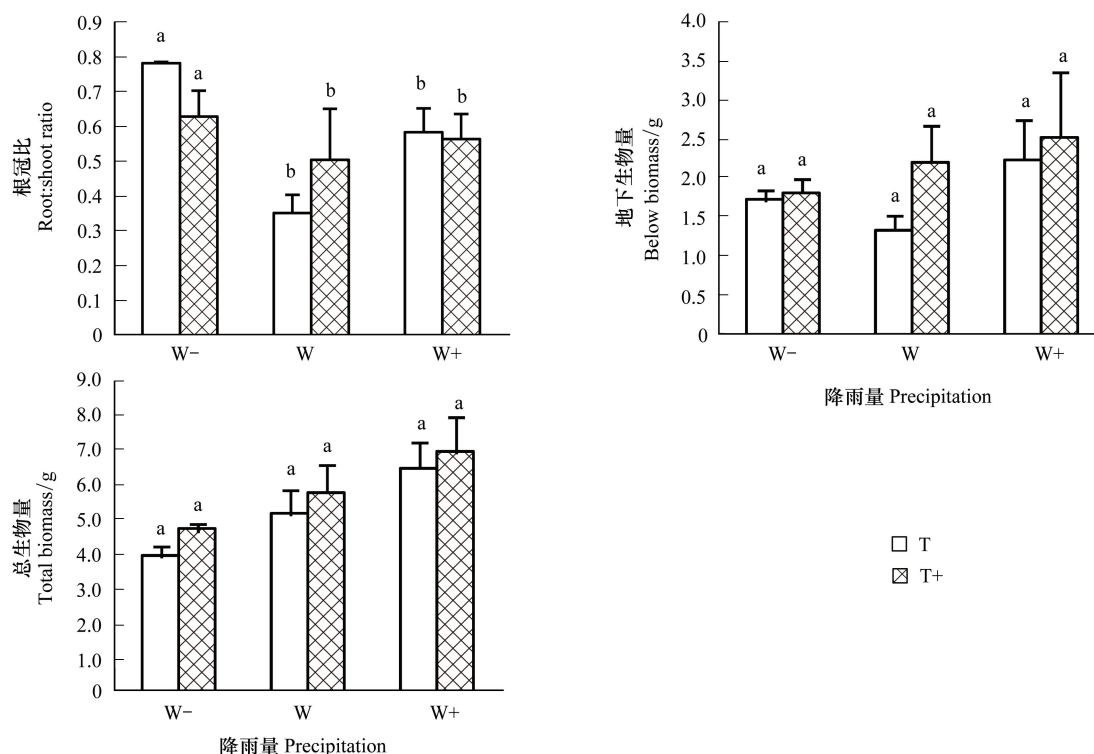 根冠比
Root:shoot ratio
0.9
0.8
0.7
0.6
0.5
0.4
0.3
0.2
0.1
0
a
a
b
b
b
b
W−
W
W+
地下生物量
Below biomass/g
4.0
3.5
3.0
2.5
2.0
1.5
1.0
0.5
0
a
a
a
a
a
a
W−
W
W+
降雨量 Precipitation
总生物量
Total biomass/g
9.0
8.0
7.0
6.0
5.0
4.0
3.0
2.0
1.0
0
a
a
a
a
a
a
W−
W
W+
降雨量 Precipitation
T
T+